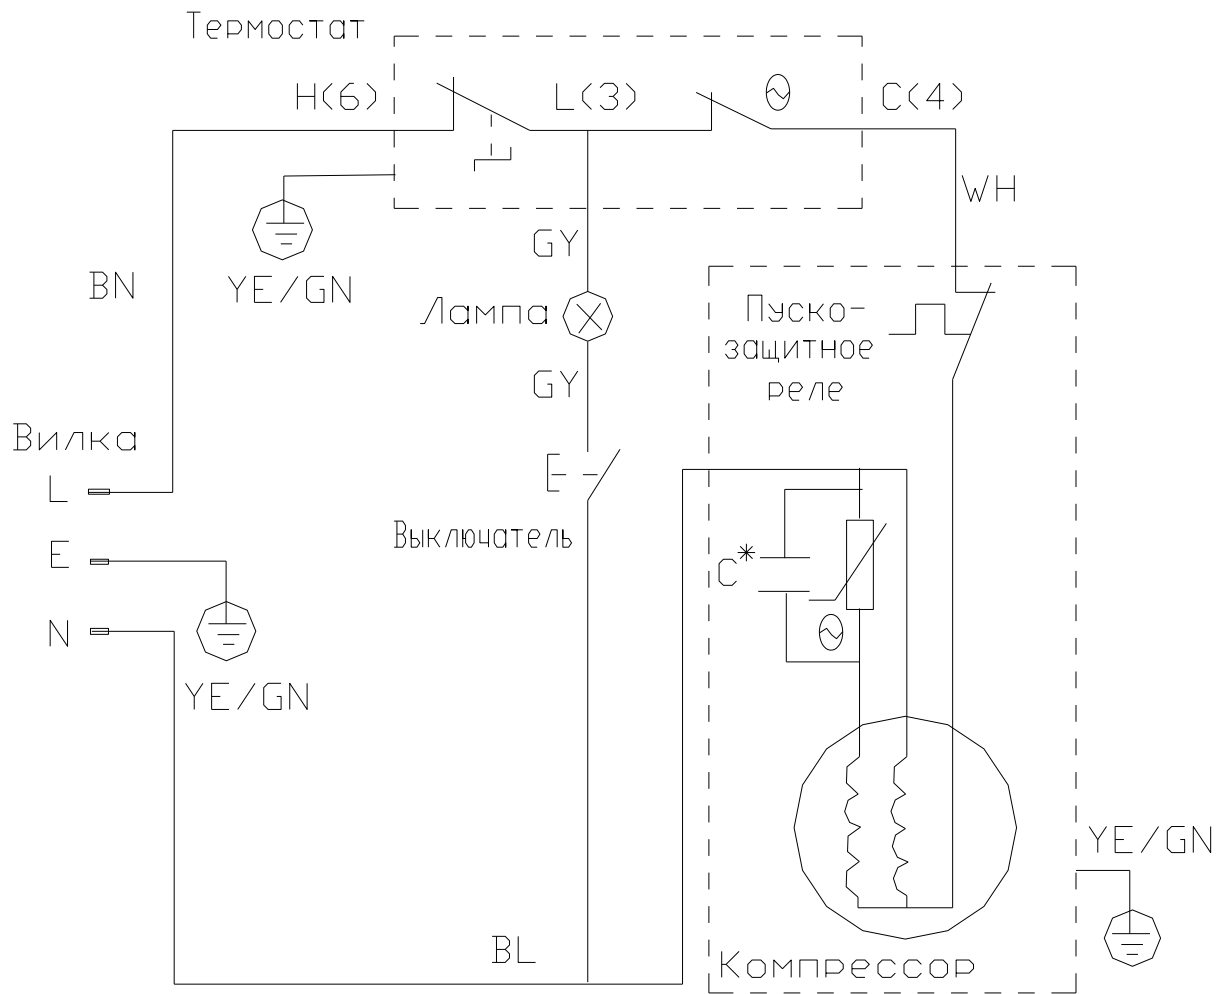 Термостат
H(6) L(3) C(4)
WH
GY
BN
YE/GN
Лампа
Пуско-
защитное
реле
GY
Вилка
L
Выключатель
E
C*
N
YE/GN
YE/GN
BL
Компрессор